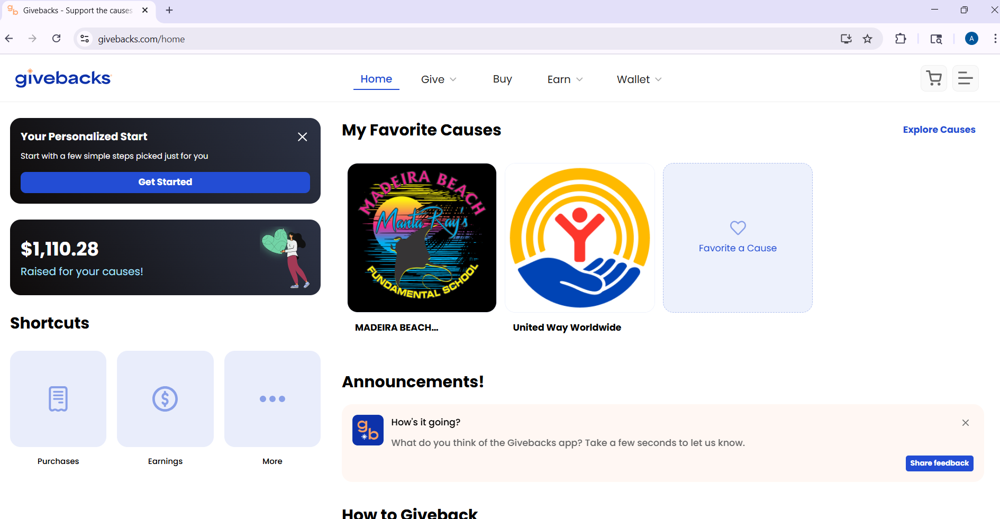 Givebacks - Support the causes
givebacks.com/home
givebacks
Home
Give
Buy
Earn
Wallet
Your Personalized Start
Start with a few simple steps picked just for you
Get Started
$1,110.28
Raised for your causes!
Shortcuts
Purchases
Earnings
More
My Favorite Causes
Explore Causes
MADEIRA BEACH
Manta Ray's
FUNDAMENTAL SCHOOL
MADEIRA BEACH...
United Way Worldwide
Favorite a Cause
Announcements!
gb
How's it going?
What do you think of the Givebacks app? Take a few seconds to let us know.
Share feedback
How to Giveback
gb
A